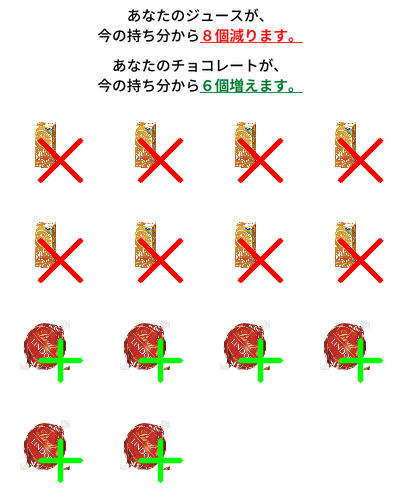 あなたのジュースが、
今の持ち分から８個減ります。
あなたのチョコレートが、
今の持ち分から６個増えます。